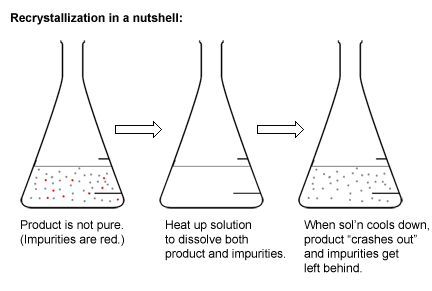 Recrystallization in a nutshell:
Product is not pure.
(Impurities are red.)
Heat up solution
to dissolve both
product and impurities.
When sol'n cools down,
product “crashes out”
and impurities get
left behind.